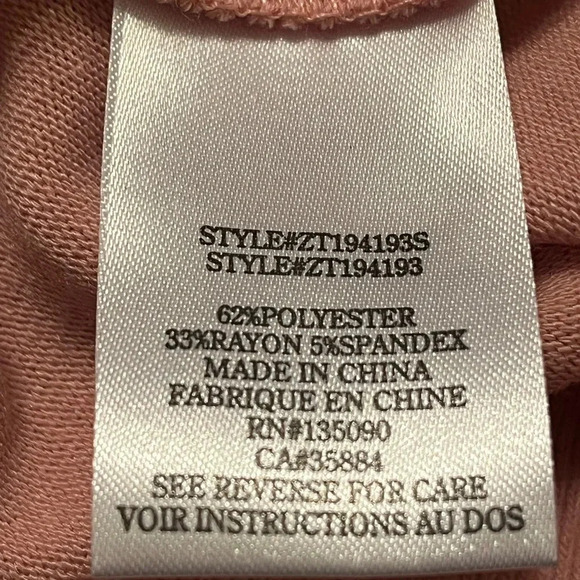 STYLE#ZT194193S
STYLE#ZT194193
62%POLYESTER
33%RAYON 5%SPANDEX
MADE IN CHINA
FABRIQUE EN CHINE
RN#135090
CA#35884
SEE REVERSE FOR CARE
VOIR INSTRUCTIONS AU DOS